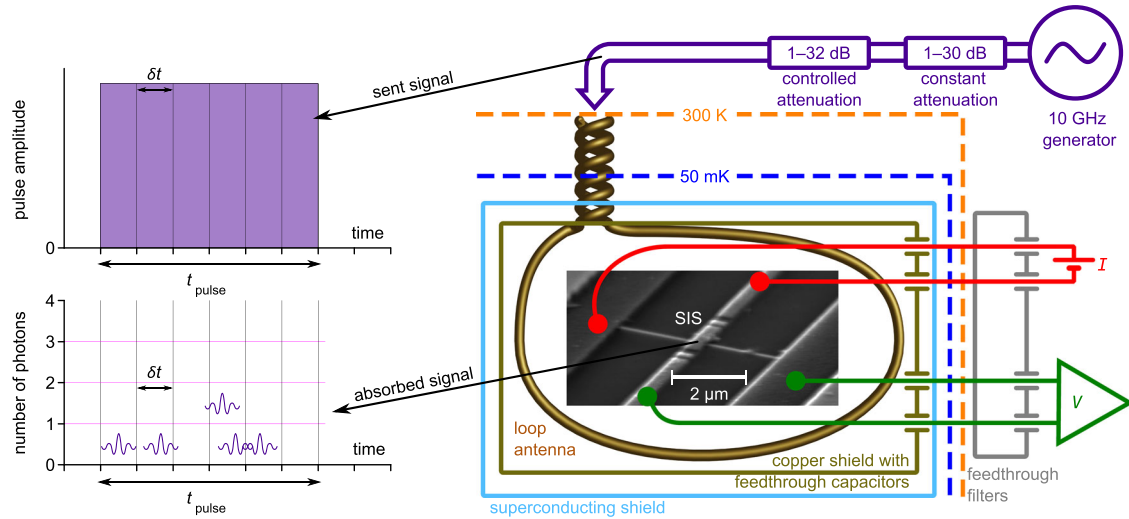 pulse amplitude
δt
0
time
t pulse
sent signal
1–32 dB
1–30 dB
controlled
attenuation
constant
attenuation
10 GHz
generator
300 K
50 mK
I
SIS
2 μm
V
loop
antenna
copper shield with
feedthrough capacitors
feedthrough
filters
superconducting shield
number of photons
4
3
2
1
0
δt
absorbed signal
time
t pulse